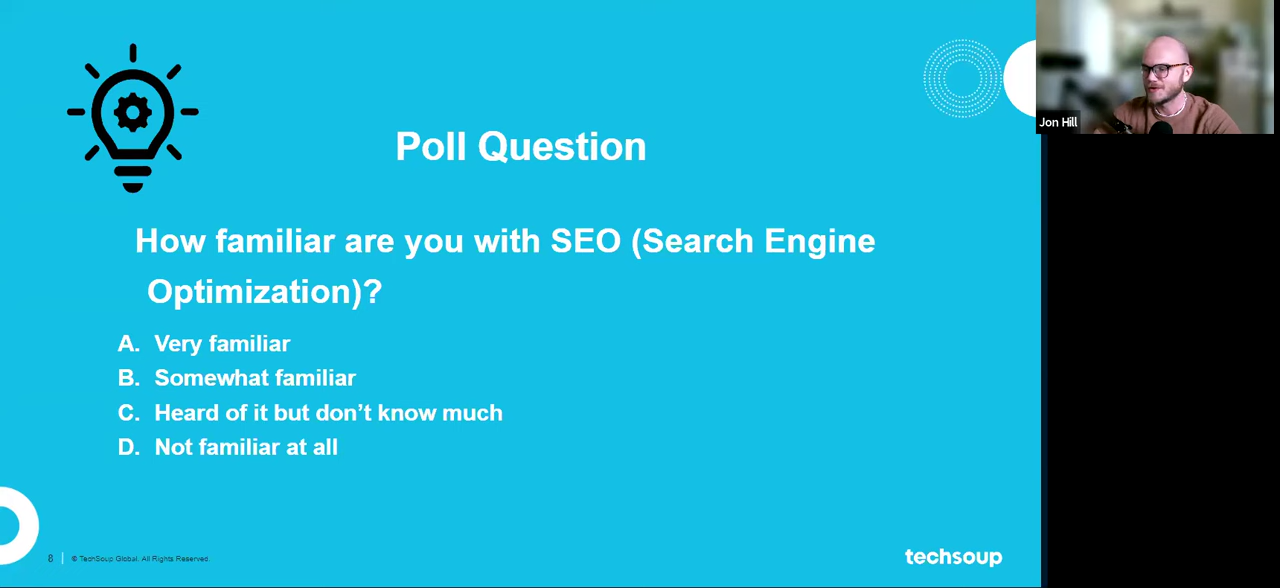 Jon Hill
Poll Question
How familiar are you with SEO (Search Engine
Optimization)?
A. Very familiar
B. Somewhat familiar
C. Heard of it but don’t know much
D. Not familiar at all
8 | © TechSoup Global. All Rights Reserved.
techsoup